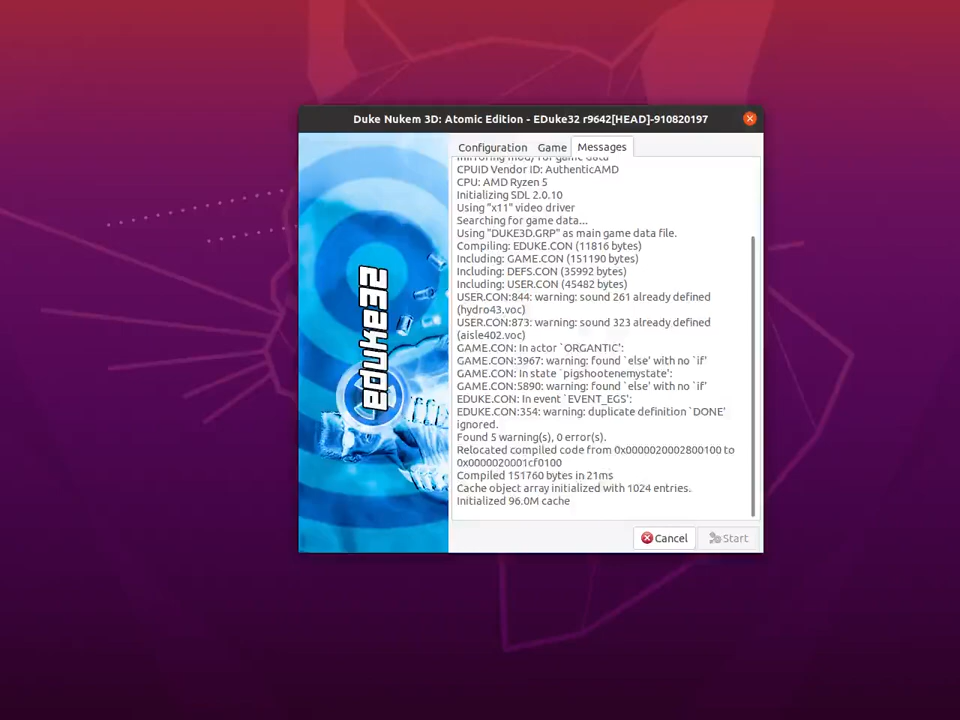 Duke Nukem 3D: Atomic Edition - EDuke32 r9642[HEAD]-910820197
Configuration Game Messages
mirroring mod/ for game data
CPUID Vendor ID: AuthenticAMD
CPU: AMD Ryzen 5
Initializing SDL 2.0.10
Using "x11" video driver
Searching for game data...
Using "DUKE3D.GRP" as main game data file.
Compiling: EDUKE.CON (11816 bytes)
Including: GAME.CON (151190 bytes)
Including: DEFS.CON (35992 bytes)
Including: USER.CON (45482 bytes)
USER.CON:844: warning: sound 261 already defined
(hydro43.voc)
USER.CON:873: warning: sound 323 already defined
(aisle402.voc)
GAME.CON: In actor `ORGANTIC':
GAME.CON:3967: warning: found `else' with no `if'
GAME.CON: In state `pigshootenemystate':
GAME.CON:5890: warning: found `else' with no `if'
EDUKE.CON: In event `EVENT_EGS':
EDUKE.CON:354: warning: duplicate definition `DONE'
ignored.
Found 5 warning(s), 0 error(s).
Relocated compiled code from 0x0000020002800100 to
0x0000020001cf0100
Compiled 151760 bytes in 21ms
Cache object array initialized with 1024 entries.
Initialized 96.0M cache
eduke32
Cancel Start